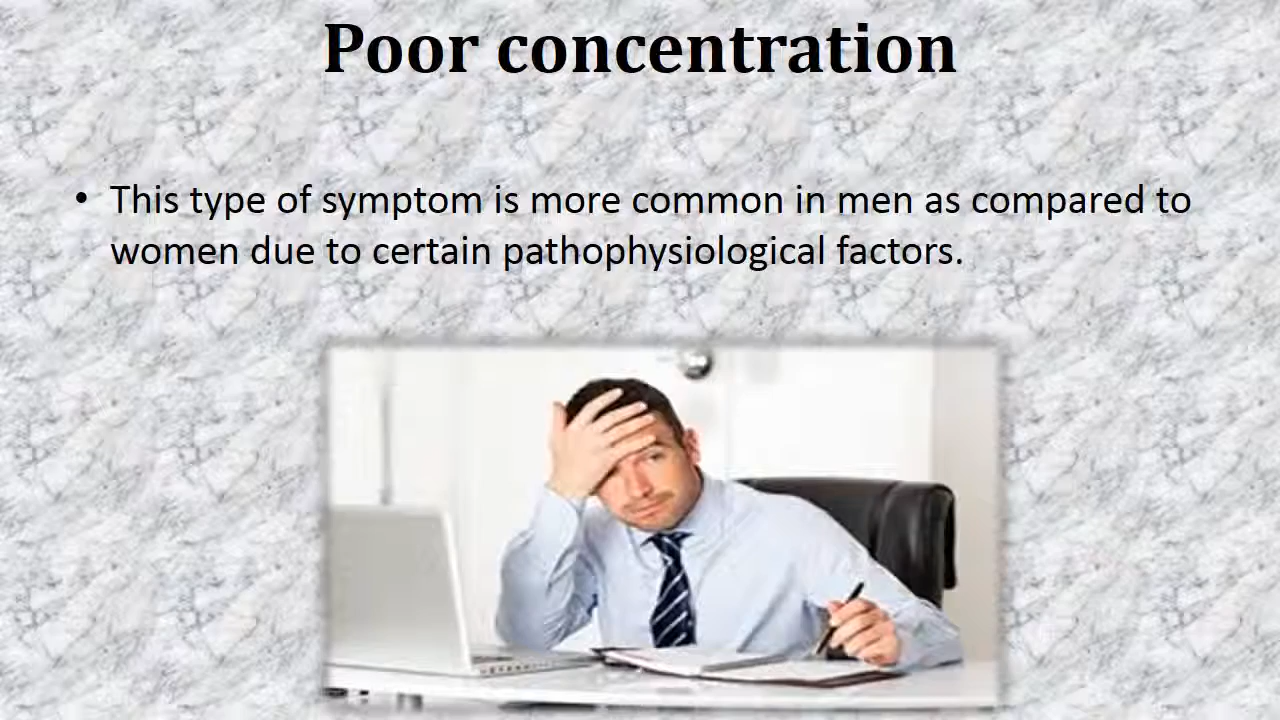 Poor concentration
• This type of symptom is more common in men as compared to
women due to certain pathophysiological factors.